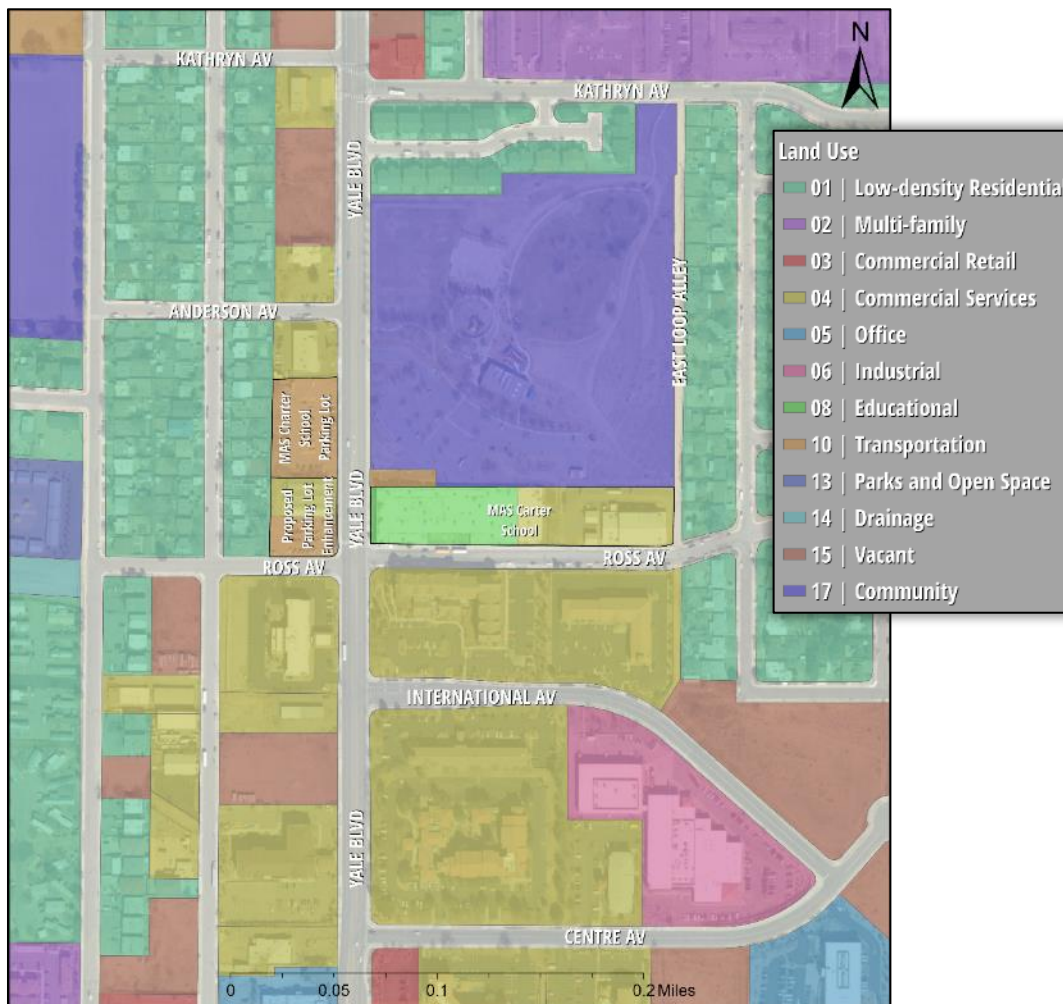 N
KATHRYN AV
KATHRYN AV
YALE BLVD
Land Use
01 | Low-density Residential
02 | Multi-family
03 | Commercial Retail
04 | Commercial Services
05 | Office
06 | Industrial
08 | Educational
10 | Transportation
13 | Parks and Open Space
14 | Drainage
15 | Vacant
17 | Community
ANDERSON AV
EAST LOOP ALLEY
MAS Charter
School
Parking Lot
Proposed
Parking Lot
Enhancement
YALE BLVD
MAS Carter
School
ROSS AV
ROSS AV
INTERNATIONAL AV
YALE BLVD
CENTRE AV
0 0.05 0.1 0.2 Miles